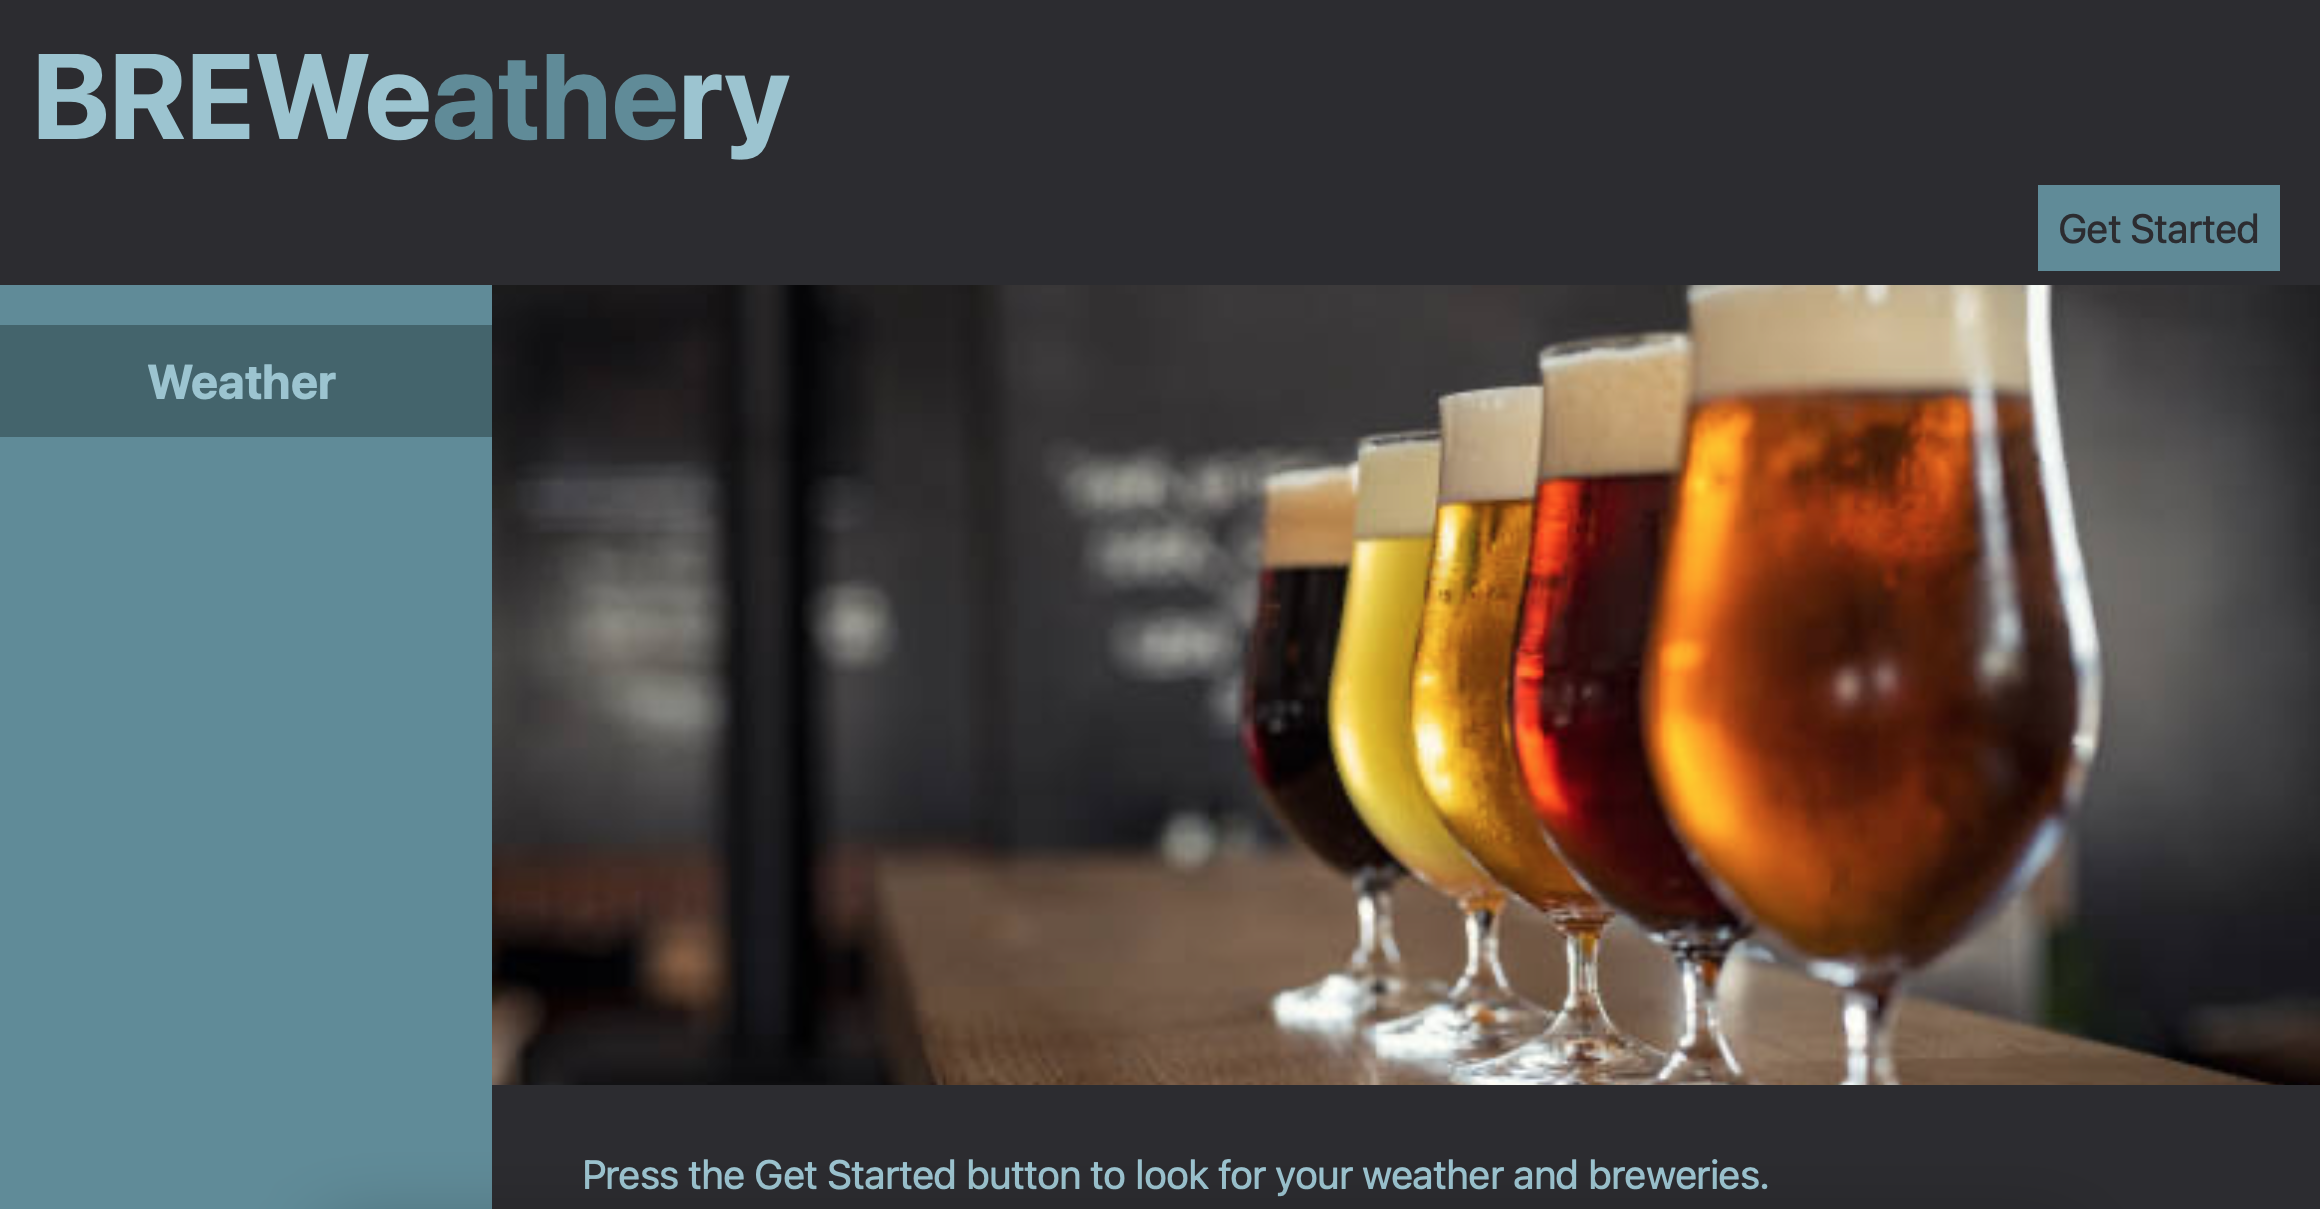 BREWeathery
Get Started
Weather
Press the Get Started button to look for your weather and breweries.